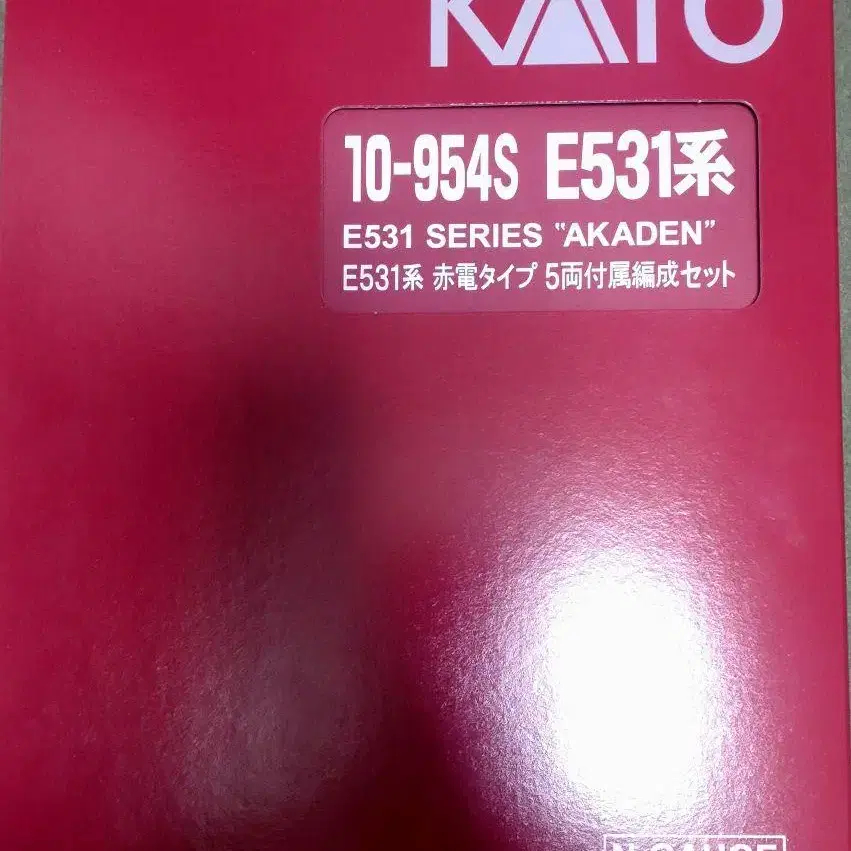 KATO
10-954S E531系
E531 SERIES "AKADEN"
E531系 赤電タイプ 5両付属編成セット
N GAUGE